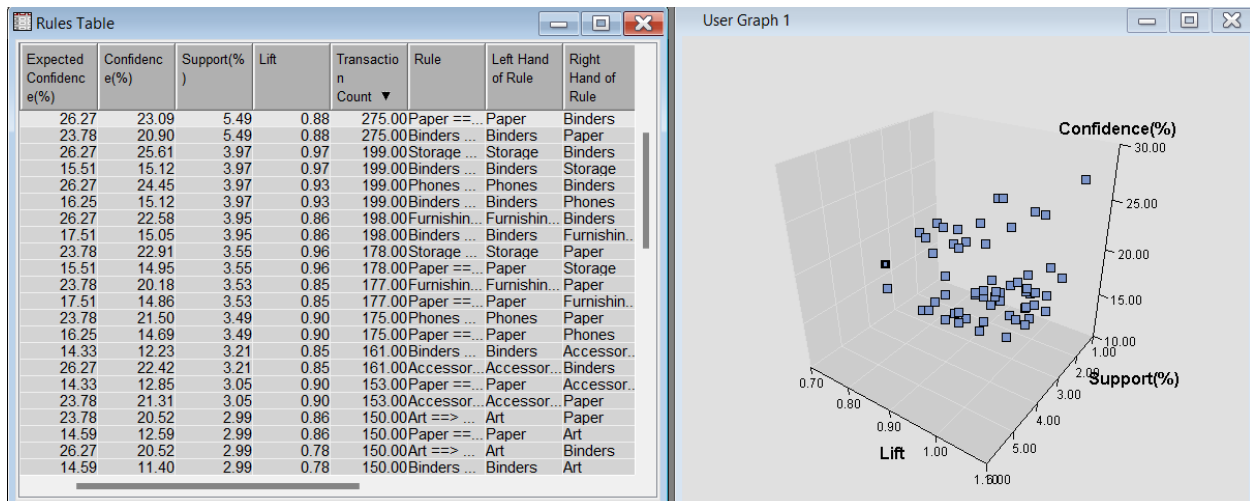 Rules Table
Expected Confidenc e(%) Confidenc e(%) Support(% ) Lift Transactio n Count ▼ Rule Left Hand of Rule Right Hand of Rule
26.27 23.09 5.49 0.88 275.00 Paper ==... Paper Binders
23.78 20.90 5.49 0.88 275.00 Binders ... Binders Paper
26.27 25.61 3.97 0.97 199.00 Storage ... Storage Binders
15.51 15.12 3.97 0.97 199.00 Binders ... Binders Storage
26.27 24.45 3.97 0.93 199.00 Phones ... Phones Binders
16.25 15.12 3.97 0.93 199.00 Binders ... Binders Phones
26.27 22.58 3.95 0.86 198.00 Furnishin... Furnishin... Binders
17.51 15.05 3.95 0.86 198.00 Binders ... Binders Furnishin..
23.78 22.91 3.55 0.96 178.00 Storage ... Storage Paper
15.51 14.95 3.55 0.96 178.00 Paper ==... Paper Storage
23.78 20.18 3.53 0.85 177.00 Furnishin... Furnishin... Paper
17.51 14.86 3.53 0.85 177.00 Paper ==... Paper Furnishin..
23.78 21.50 3.49 0.90 175.00 Phones ... Phones Paper
16.25 14.69 3.49 0.90 175.00 Paper ==... Paper Phones
14.33 12.23 3.21 0.85 161.00 Binders ... Binders Accessor..
26.27 22.42 3.21 0.85 161.00 Accessor... Accessor... Binders
14.33 12.85 3.05 0.90 153.00 Paper ==... Paper Accessor..
23.78 21.31 3.05 0.90 153.00 Accessor... Accessor... Paper
23.78 20.52 2.99 0.86 150.00 Art ==> ... Art Paper
14.59 12.59 2.99 0.86 150.00 Paper ==... Paper Art
26.27 20.52 2.99 0.78 150.00 Art ==> ... Art Binders
14.59 11.40 2.99 0.78 150.00 Binders ... Binders Art
User Graph 1
Confidence(%)
30.00
25.00
20.00
15.00
10.00
1.00
2.00
Support(%)
3.00
4.00
5.00
0.70
0.80
0.90
1.00
Lift